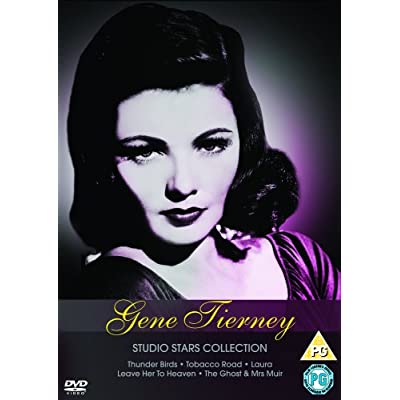 Gene Tierney
STUDIO STARS COLLECTION
Thunder Birds • Tobacco Road • Laura
Leave Her To Heaven • The Ghost & Mrs Muir
PG
DVD
VIDEO
PG